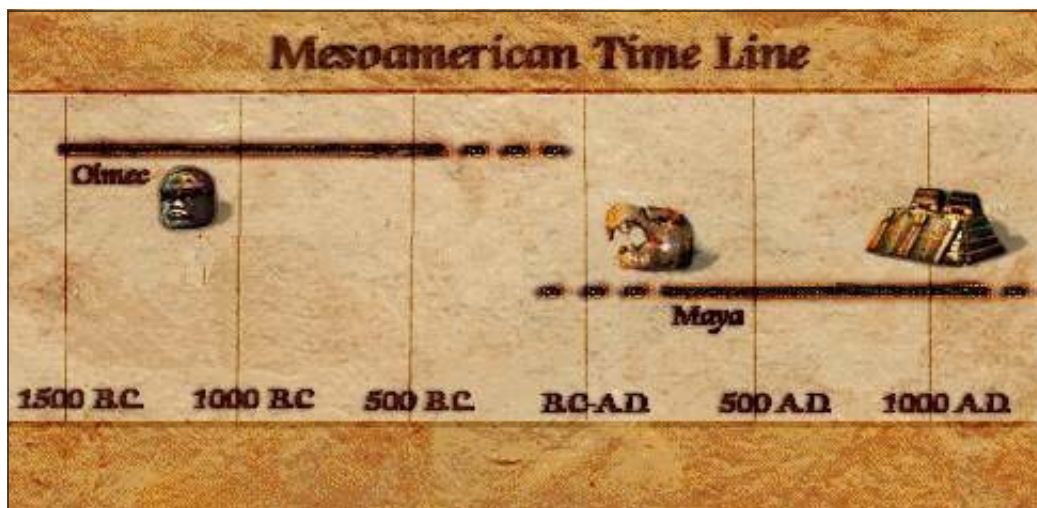 Mesoamerican Time Line
Olmec
Maya
1500 B.C. 1000 B.C 500 B.C. B.C-A.D. 500 A.D. 1000 A.D.